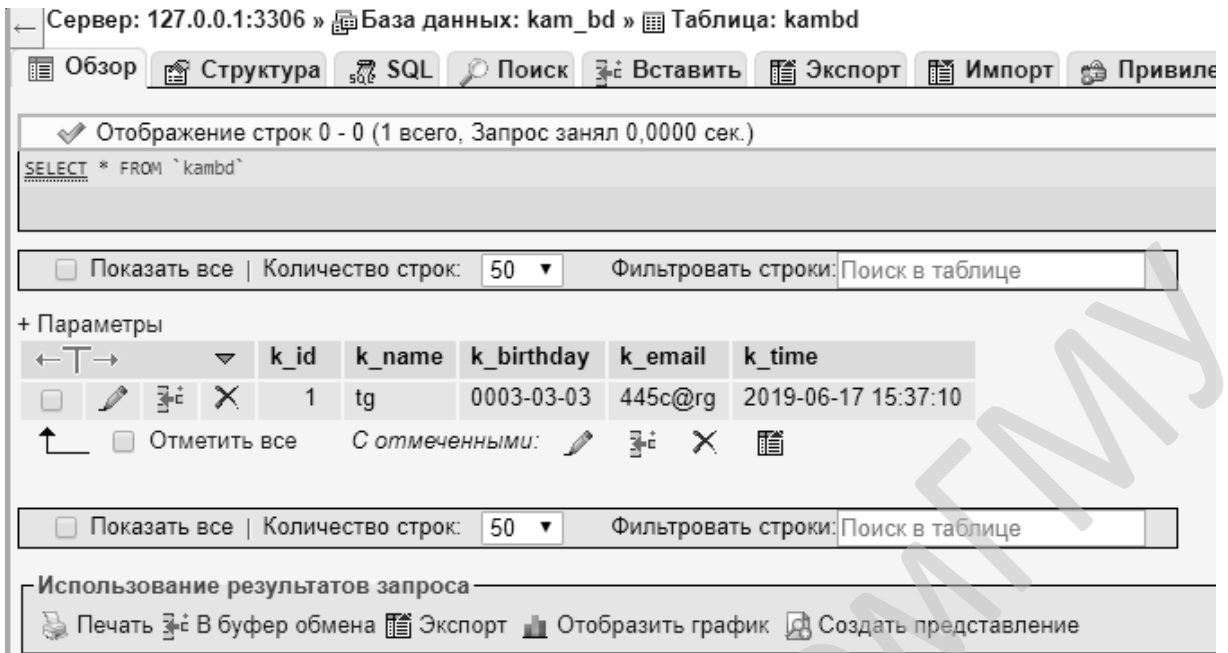 Сервер: 127.0.0.1:3306 » База данных: kam_bd » Таблица: kambd
Обзор Структура SQL Поиск Вставить Экспорт Импорт Привиле
Отображение строк 0 - 0 (1 всего, Запрос занял 0,0000 сек.)
SELECT * FROM `kambd`
Показать все | Количество строк: 50 Фильтровать строки: Поиск в таблице
+ Параметры
←T→ k_id k_name k_birthday k_email k_time
1 tg 0003-03-03 445c@rg 2019-06-17 15:37:10
Отметить все С отмеченными:
Показать все | Количество строк: 50 Фильтровать строки: Поиск в таблице
Использование результатов запроса
Печать В буфер обмена Экспорт Отобразить график Создать представление